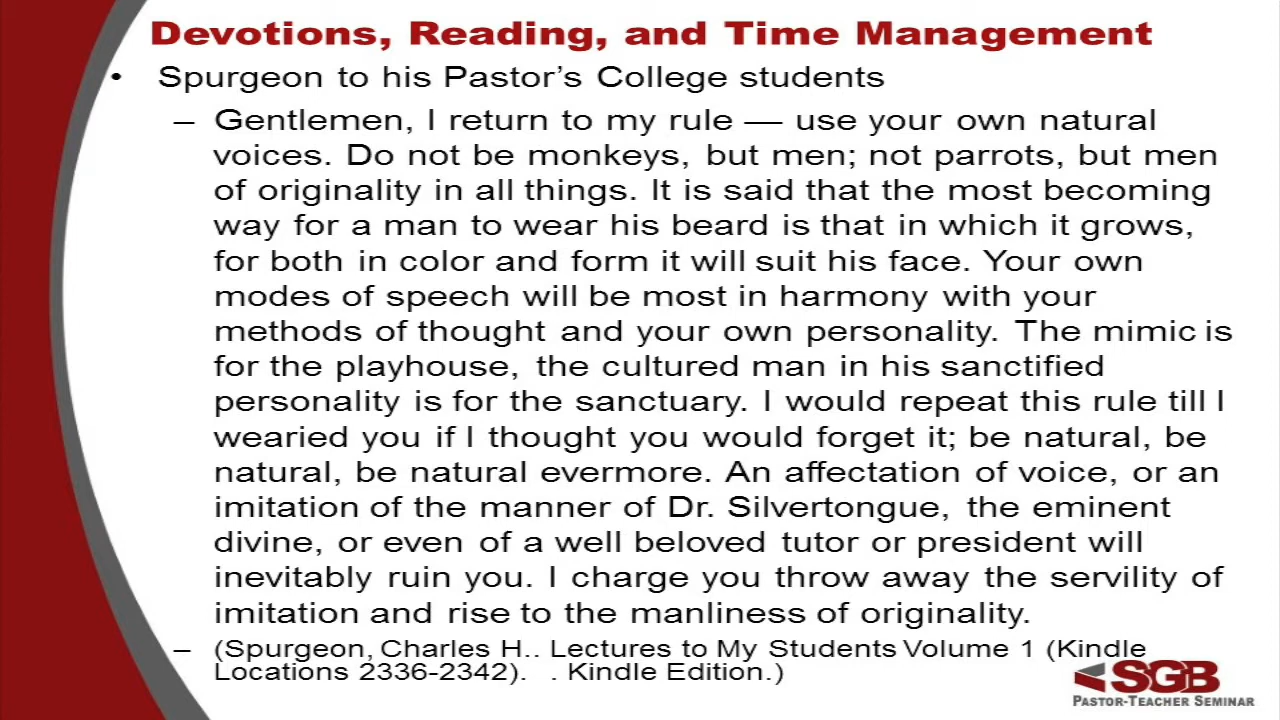 Devotions, Reading, and Time Management
• Spurgeon to his Pastor's College students
– Gentlemen, I return to my rule — use your own natural
voices. Do not be monkeys, but men; not parrots, but men
of originality in all things. It is said that the most becoming
way for a man to wear his beard is that in which it grows,
for both in color and form it will suit his face. Your own
modes of speech will be most in harmony with your
methods of thought and your own personality. The mimic is
for the playhouse, the cultured man in his sanctified
personality is for the sanctuary. I would repeat this rule till I
wearied you if I thought you would forget it; be natural, be
natural, be natural evermore. An affectation of voice, or an
imitation of the manner of Dr. Silvertongue, the eminent
divine, or even of a well beloved tutor or president will
inevitably ruin you. I charge you throw away the servility of
imitation and rise to the manliness of originality.
– (Spurgeon, Charles H.. Lectures to My Students Volume 1 (Kindle
Locations 2336-2342). . Kindle Edition.)
SGB
PASTOR-TEACHER SEMINAR